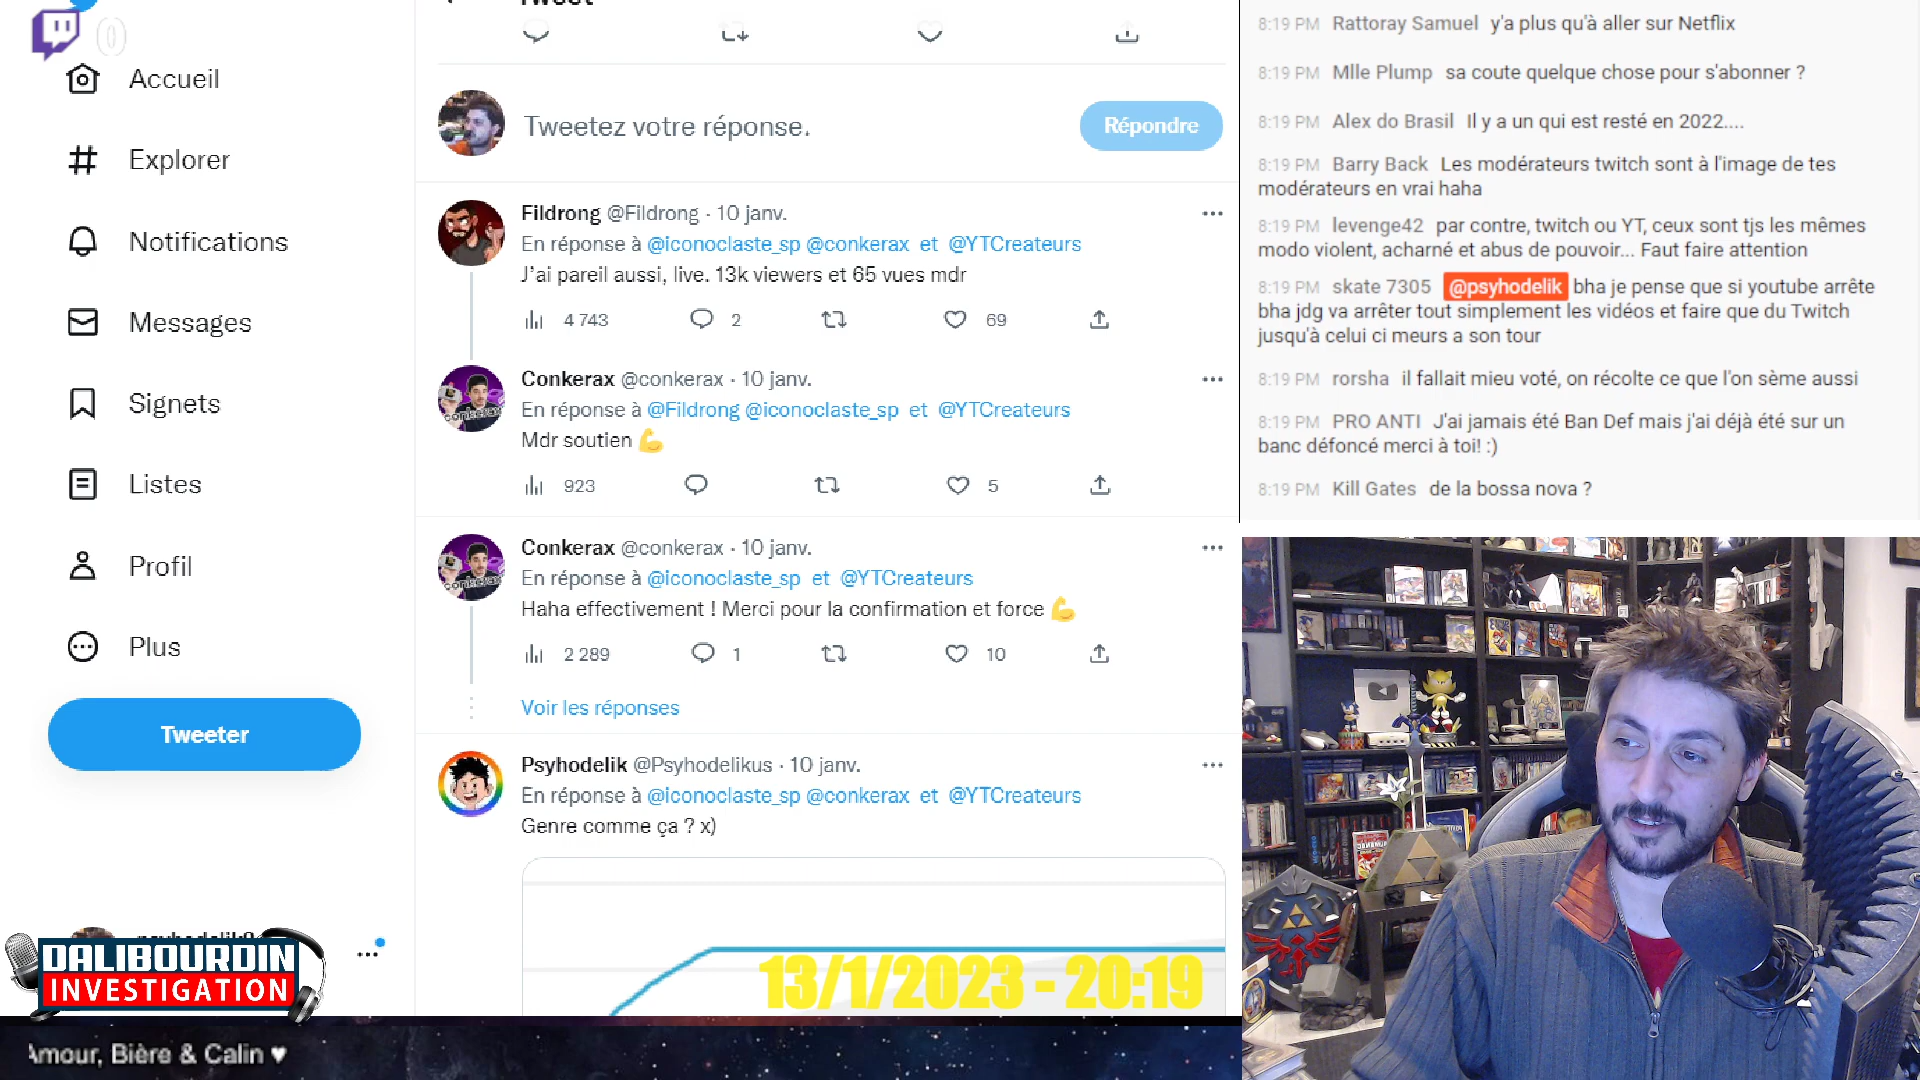 Tweet
Accueil
Explorer
Notifications
Messages
Signets
Listes
Profil
Plus
Tweeter
Tweetez votre réponse.
Répondre
Fildrong @Fildrong · 10 janv.
En réponse à @iconoclaste_sp @conkerax et @YTCreateurs
J'ai pareil aussi, live. 13k viewers et 65 vues mdr
4 743 2 69
Conkerax @conkerax · 10 janv.
En réponse à @Fildrong @iconoclaste_sp et @YTCreateurs
Mdr soutien 💪
923 5
Conkerax @conkerax · 10 janv.
En réponse à @iconoclaste_sp et @YTCreateurs
Haha effectivement ! Merci pour la confirmation et force 💪
2 289 1 10
Voir les réponses
Psyhodelik @Psyhodelikus · 10 janv.
En réponse à @iconoclaste_sp @conkerax et @YTCreateurs
Genre comme ça ? x)
13/1/2023 - 20:19
8:19 PM Rattoray Samuel y'a plus qu'à aller sur Netflix
8:19 PM Mlle Plump sa coute quelque chose pour s'abonner ?
8:19 PM Alex do Brasil Il y a un qui est resté en 2022....
8:19 PM Barry Back Les modérateurs twitch sont à l'image de tes
modérateurs en vrai haha
8:19 PM levenge42 par contre, twitch ou YT, ceux sont tjs les mêmes
modo violent, acharné et abus de pouvoir... Faut faire attention
8:19 PM skate 7305 @psyhodelik bha je pense que si youtube arrête
bha jdg va arrêter tout simplement les vidéos et faire que du Twitch
jusqu'à celui ci meurs a son tour
8:19 PM rorsha il fallait mieu voté, on récolte ce que l'on sème aussi
8:19 PM PRO ANTI J'ai jamais été Ban Def mais j'ai déjà été sur un
banc défoncé merci à toi! :)
8:19 PM Kill Gates de la bossa nova ?
DALIBOURDIN
INVESTIGATION
Amour, Bière & Calin ♥